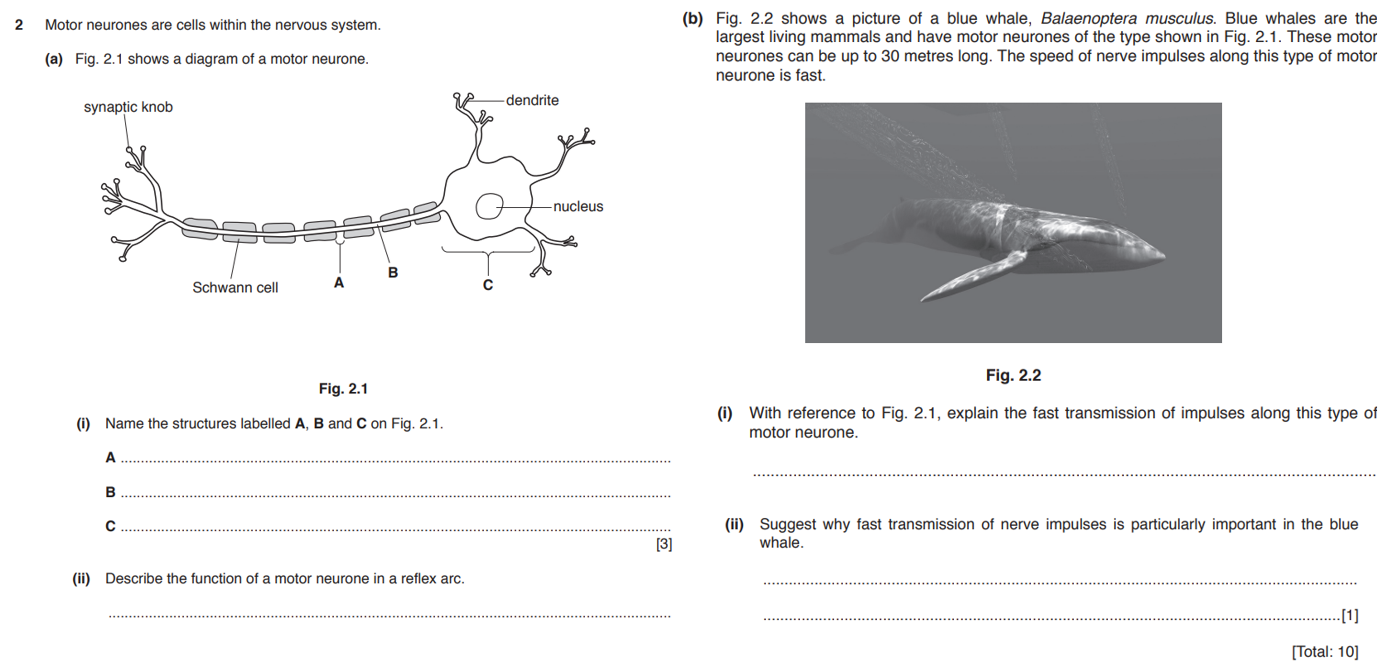 2 Motor neurones are cells within the nervous system.
(a) Fig. 2.1 shows a diagram of a motor neurone.
synaptic knob
dendrite
nucleus
Schwann cell
A
B
C
Fig. 2.1
(i) Name the structures labelled A, B and C on Fig. 2.1.
A ........................................................................
B ........................................................................
C ........................................................................
[3]
(ii) Describe the function of a motor neurone in a reflex arc.
........................................................................
(b) Fig. 2.2 shows a picture of a blue whale, Balaenoptera musculus. Blue whales are the
largest living mammals and have motor neurones of the type shown in Fig. 2.1. These motor
neurones can be up to 30 metres long. The speed of nerve impulses along this type of motor
neurone is fast.
Fig. 2.2
(i) With reference to Fig. 2.1, explain the fast transmission of impulses along this type of
motor neurone.
........................................................................
(ii) Suggest why fast transmission of nerve impulses is particularly important in the blue
whale.
........................................................................
........................................................................[1]
[Total: 10]